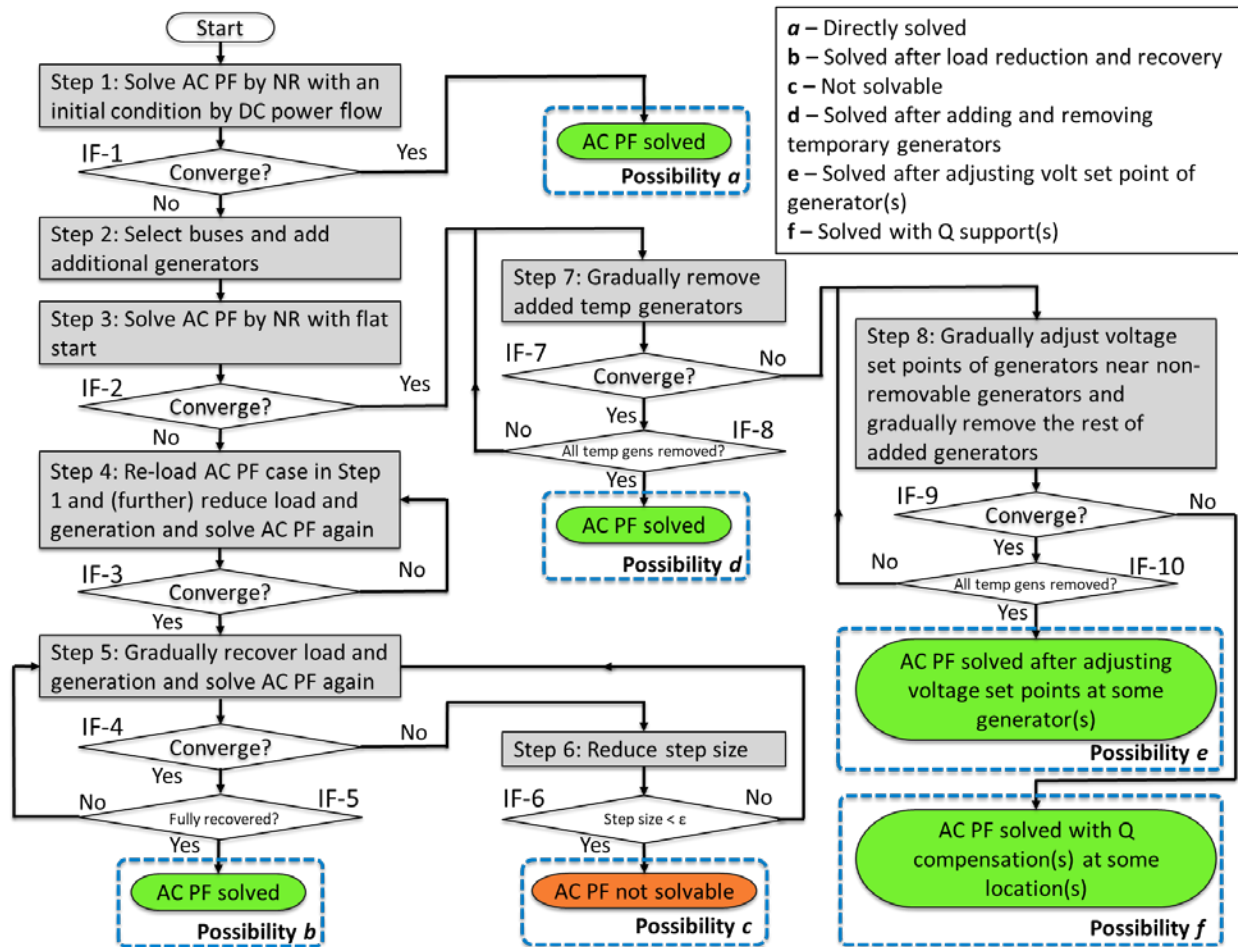 Start
Step 1: Solve AC PF by NR with an
initial condition by DC power flow
IF-1
Converge?
Yes
No
AC PF solved
Possibility a
a – Directly solved
b – Solved after load reduction and recovery
c – Not solvable
d – Solved after adding and removing
temporary generators
e – Solved after adjusting volt set point of
generator(s)
f – Solved with Q support(s)
Step 2: Select buses and add
additional generators
Step 3: Solve AC PF by NR with flat
start
IF-2
Converge?
Yes
No
Step 4: Re-load AC PF case in Step
1 and (further) reduce load and
generation and solve AC PF again
IF-3
Converge?
No
Yes
Step 5: Gradually recover load and
generation and solve AC PF again
IF-4
Converge?
No
Yes
IF-5
Fully recovered?
No
Yes
AC PF solved
Possibility b
Step 6: Reduce step size
IF-6
Step size < ε
No
Yes
AC PF not solvable
Possibility c
Step 7: Gradually remove
added temp generators
IF-7
Converge?
No
Yes
IF-8
All temp gens removed?
No
Yes
AC PF solved
Possibility d
Step 8: Gradually adjust voltage
set points of generators near non-
removable generators and
gradually remove the rest of
added generators
IF-9
Converge?
No
Yes
IF-10
All temp gens removed?
No
Yes
AC PF solved after adjusting
voltage set points at some
generator(s)
Possibility e
AC PF solved with Q
compensation(s) at some
location(s)
Possibility f